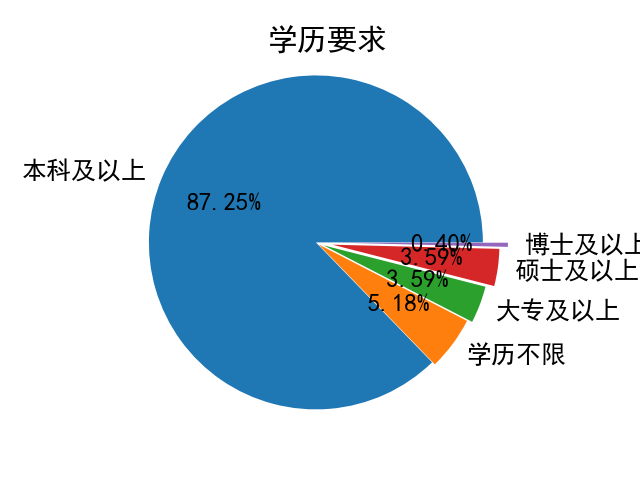 学历要求
本科及以上
87.25%
0.40%
博士及以上
3.59%
硕士及以上
3.59%
大专及以上
5.18%
学历不限